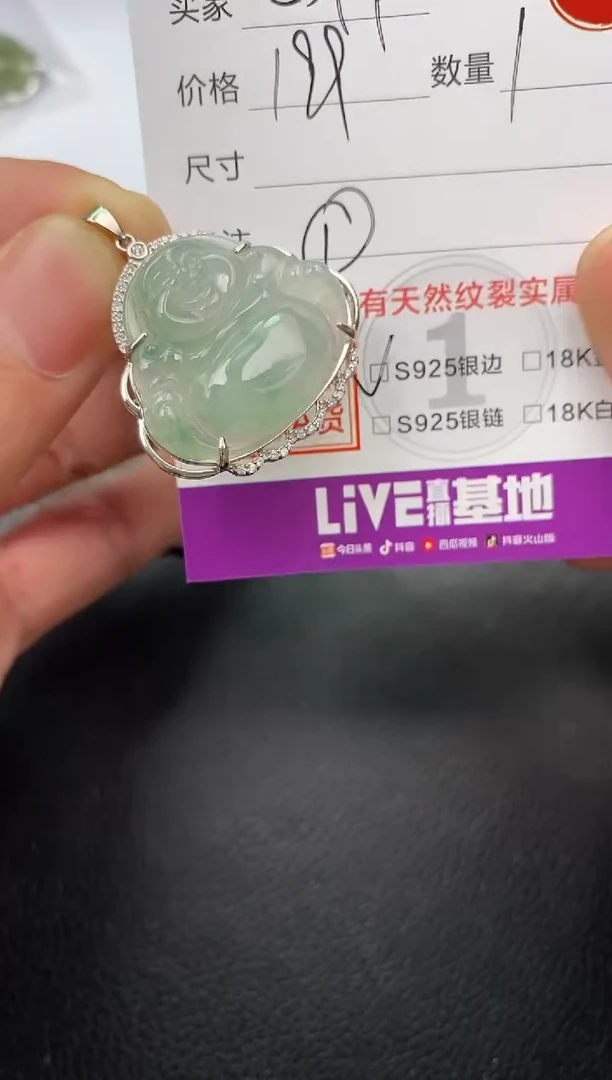 买家
价格 199 数量 1
尺寸
P
有天然纹裂实属
1
S925银边 18K
货
S925银链 18K白
LiVE直播基地
今日头条 抖音 西瓜视频 抖音火山版